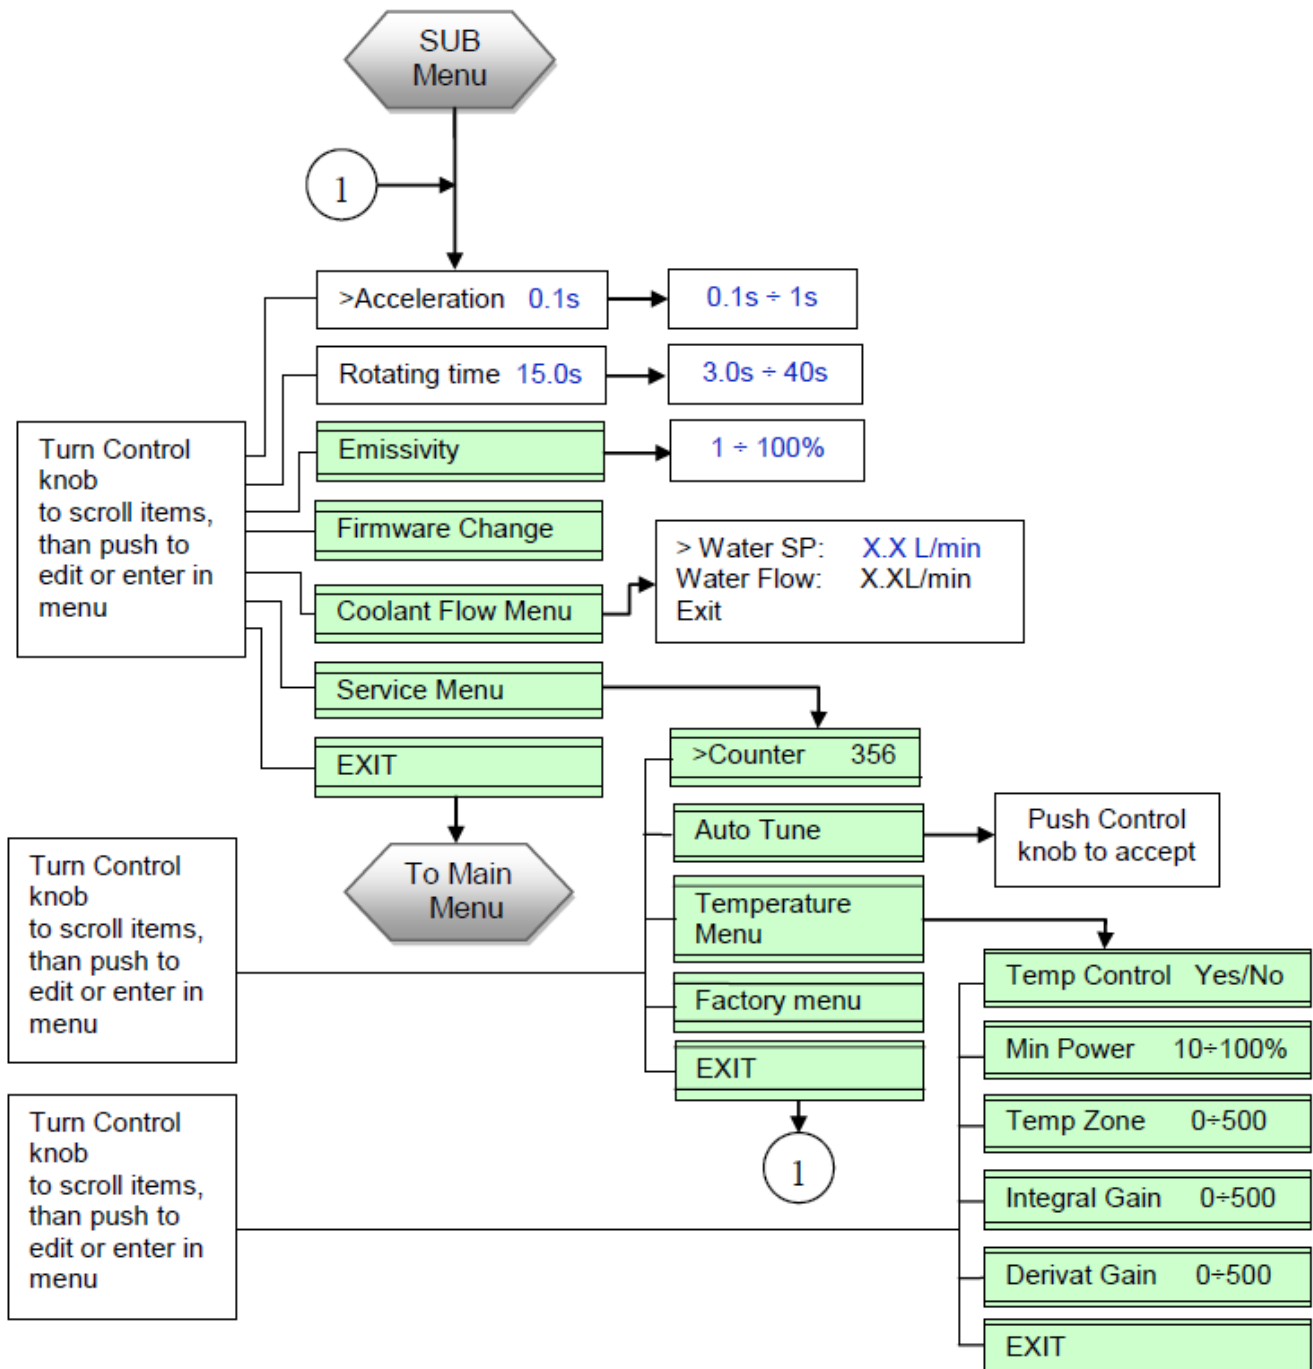 SUB
Menu
1
>Acceleration 0.1s
0.1s ÷ 1s
Rotating time 15.0s
3.0s ÷ 40s
Turn Control
knob
to scroll items,
than push to
edit or enter in
menu
Emissivity
1 ÷ 100%
Firmware Change
> Water SP: X.X L/min
Water Flow: X.XL/min
Exit
Coolant Flow Menu
Service Menu
EXIT
>Counter 356
Auto Tune
Push Control
knob to accept
To Main
Menu
Turn Control
knob
to scroll items,
than push to
edit or enter in
menu
Temperature
Menu
Factory menu
EXIT
1
Temp Control Yes/No
Min Power 10÷100%
Temp Zone 0÷500
Integral Gain 0÷500
Derivat Gain 0÷500
EXIT
Turn Control
knob
to scroll items,
than push to
edit or enter in
menu